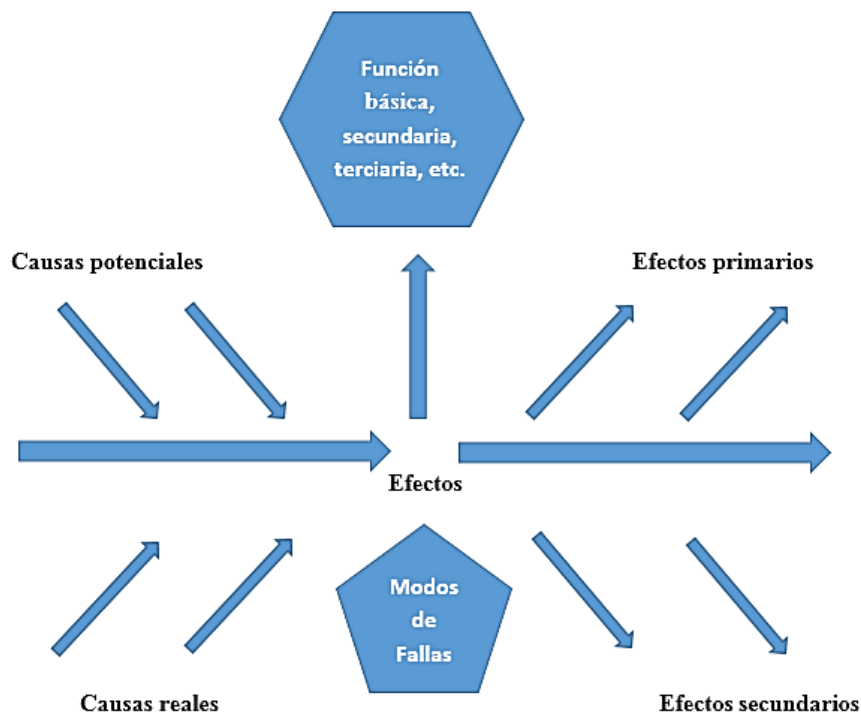 Función
básica,
secundaria,
terciaria, etc.
Causas potenciales
Efectos primarios
Efectos
Modos
de
Fallas
Causas reales
Efectos secundarios